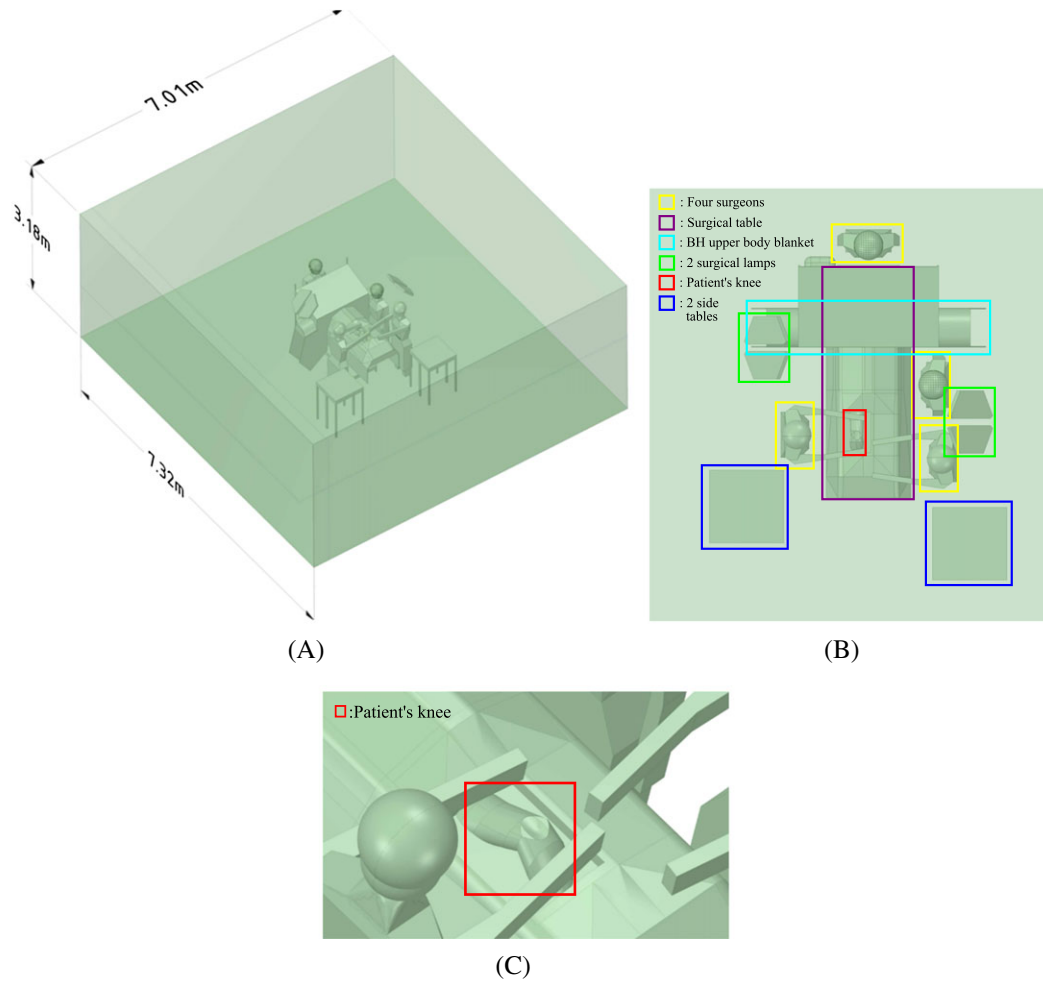 7.01m
3.18m
7.32m
(A)
: Four surgeons
: Surgical table
: BH upper body blanket
: 2 surgical lamps
: Patient's knee
: 2 side
tables
(B)
:Patient's knee
(C)